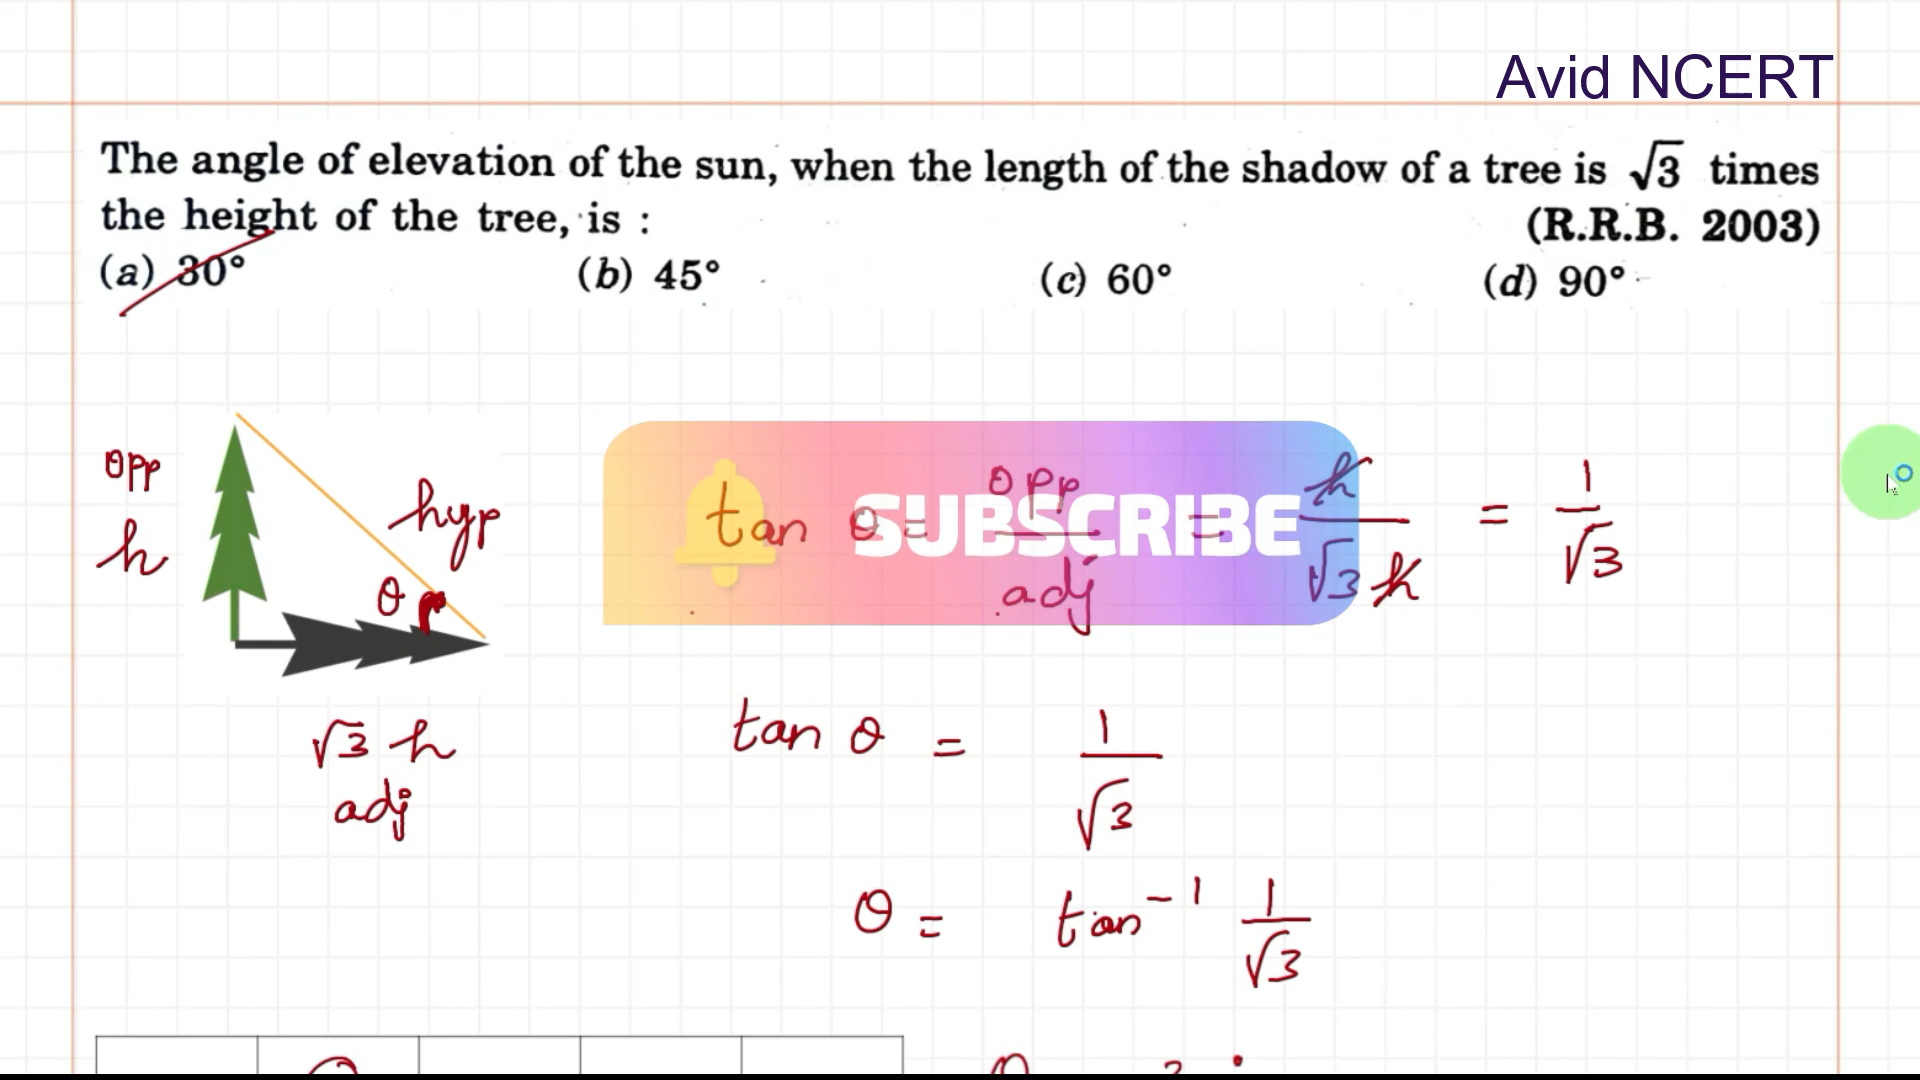 Avid NCERT
The angle of elevation of the sun, when the length of the shadow of a tree is √3 times
the height of the tree, is :
(R.R.B. 2003)
(a) 30° (b) 45° (c) 60° (d) 90°
opp
h
hyp
θ
√3 h
adj
SUBSCRIBE
tan θ = opp/adj = h/√3 h = 1/√3
tan θ = 1/√3
θ = tan⁻¹ 1/√3